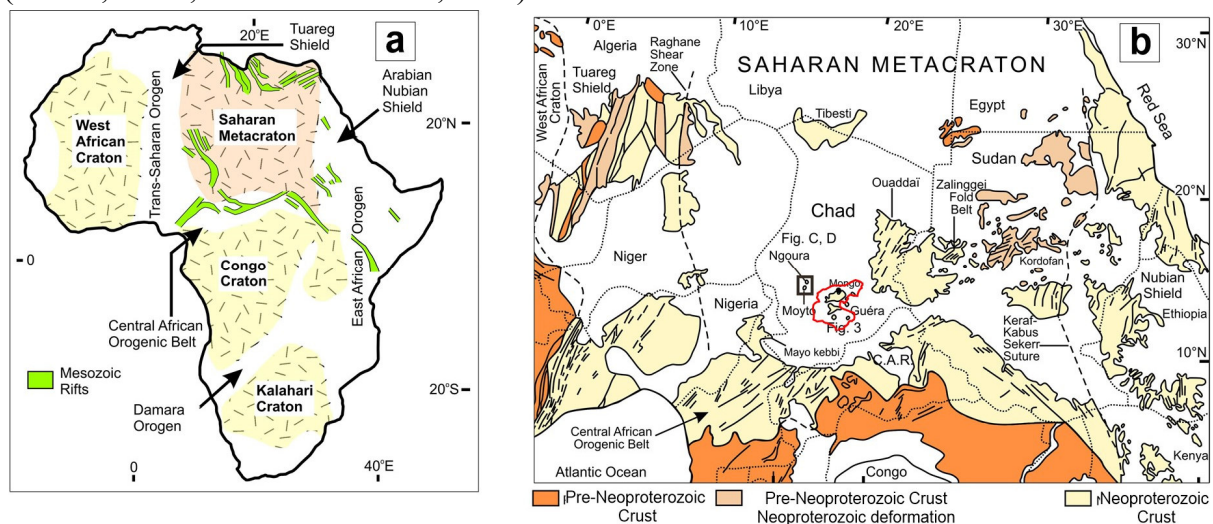 a
20°E
Tuareg
Shield
Arabian
Nubian
Shield
20°N
West
African
Craton
Trans-Saharan Orogen
Saharan
Metacraton
East African Orogen
0
Congo
Craton
Central African
Orogenic Belt
Mesozoic
Rifts
Kalahari
Craton
20°S
Damara
Orogen
0
40°E
b
0°E
10°E
20°E
30°E
30°N
Algeria
Raghane
Shear
Zone
SAHARAN METACRATON
West African
Craton
Tuareg
Shield
Libya
Tibesti
Egypt
Red Sea
Sudan
Ouaddaï
Zalinggei
Fold
Belt
20°N
Chad
Fig. C, D
Niger
Ngoura
Mongo
Kordofan
Nubian
Shield
Nigeria
Moyto
Guéra
Fig. 3
Ethiopia
Keraf-
Kabus
Sekerr
Suture
Mayo kebbi
C.A.R.
10°N
Central African
Orogenic Belt
Atlantic Ocean
Congo
Kenya
Pre-Neoproterozoic
Crust
Pre-Neoproterozoic Crust
Neoproterozoic deformation
Neoproterozoic
Crust